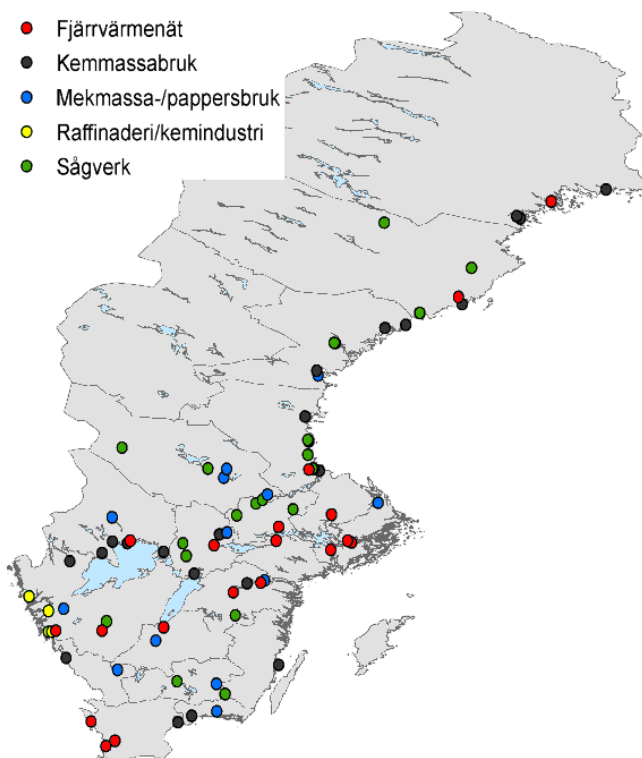 Fjärrvärmenät
Kemmassabruk
Mekmassa-/pappersbruk
Raffinaderi/kemindustri
Sågverk